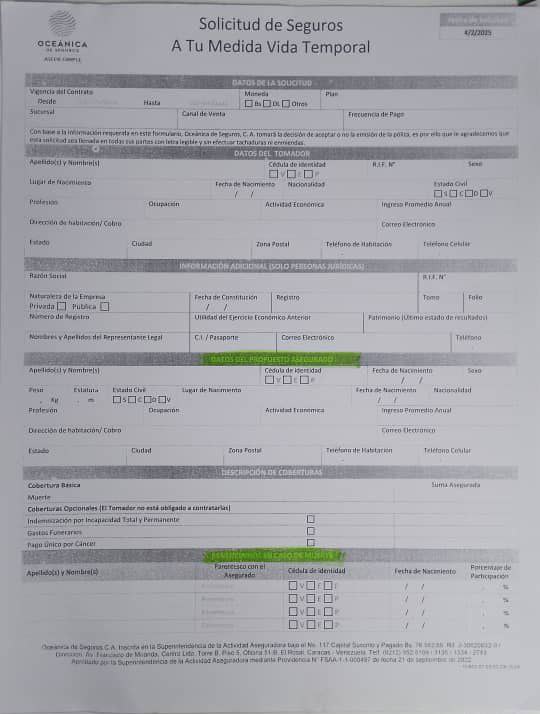 OCEÁNICA
DE SEGUROS
ASEGURA, CUMPLE
Solicitud de Seguros
A Tu Medida Vida Temporal
Fecha de Solicitud
4/2/2025
DATOS DE LA SOLICITUD
Vigencia del Contrato Moneda Plan
Desde Hasta Bs DL Otros
Sucursal Canal de Venta Frecuencia de Pago
Con base a la información requerida en este formulario, Oceánica de Seguros, C. A. tomará la decisión de aceptar o no la emisión de la póliza, es por ello que le agradecemos que
esta solicitud sea llenada en todas sus partes con letra legible y sin efectuar tachaduras ni enmiendas.
DATOS DEL TOMADOR
Apellido(s) y Nombre(s) Cédula de identidad R.I.F. N° Sexo
V E P
Lugar de Nacimiento Fecha de Nacimiento Nacionalidad Estado Civil
/ / S C D V
Profesión Ocupación Actividad Económica Ingreso Promedio Anual
Dirección de habitación/ Cobro Correo Electrónico
Estado Ciudad Zona Postal Teléfono de Habitación Teléfono Celular
INFORMACIÓN ADICIONAL (SOLO PERSONAS JURÍDICAS)
Razón Social R.I.F. N°
Naturaleza de la Empresa Fecha de Constitución Registro Tomo Folio
Privada Pública / /
Número de Registro Utilidad del Ejercicio Económico Anterior Patrimonio (Último estado de resultados)
Nombres y Apellidos del Representante Legal C.I. / Pasaporte Correo Electrónico Teléfono
DATOS DEL PROPUESTO ASEGURADO
Apellido(s) y Nombre(s) Cédula de identidad Fecha de Nacimiento Sexo
V E P / /
Peso Estatura Estado Civil Lugar de Nacimiento Fecha de Nacimiento Nacionalidad
, Kg , m S C D V / /
Profesión Ocupación Actividad Económica Ingreso Promedio Anual
Dirección de habitación/ Cobro Correo Electrónico
Estado Ciudad Zona Postal Teléfono de Habitación Teléfono Celular
DESCRIPCIÓN DE COBERTURAS
Cobertura Básica Suma Asegurada
Muerte
Coberturas Opcionales (El Tomador no está obligado a contratarlas)
Indemnización por Incapacidad Total y Permanente
Gastos Funerarios
Pago Único por Cáncer
BENEFICIARIOS EN CASO DE MUERTE
Apellido(s) y Nombre(s) Parentesco con el Asegurado Cédula de identidad Fecha de Nacimiento Porcentaje de Participación
V E P / / , %
V E P / / , %
V E P / / , %
V E P / / , %
Oceánica de Seguros C.A. Inscrita en la Superintendencia de la Actividad Aseguradora bajo el No. 117 Capital Suscrito y Pagado Bs.
Dirección: Av. Francisco de Miranda, Centro Lido, Torre B, Piso 5, Oficina 51-B, El Rosal, Caracas - Venezuela. Telf. (0212)
Aprobado por la Superintendencia de la Actividad Aseguradora mediante Providencia N° FSAA-1-1-000497 de fecha 21 de septiembre de 2022